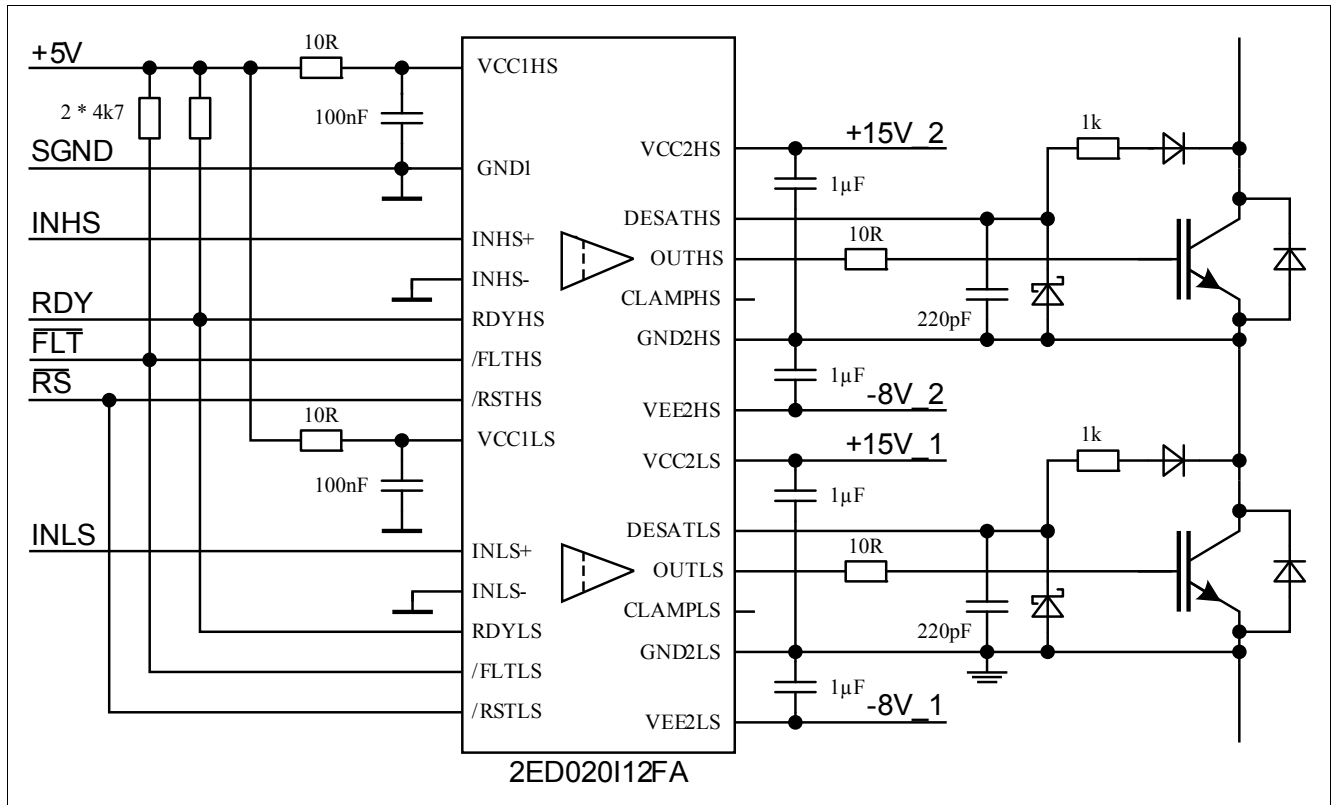 +5V
10R
VCC1HS
2 * 4k7
100nF
SGND
GND1
INHS
INHS+
INHS-
RDY
RDYHS
FLT
/FLTHS
RS
/RSTHS
10R
VCC1LS
100nF
INLS
INLS+
INLS-
RDYLS
/FLTLS
/RSTLS
VCC2HS
+15V_2
1µF
1k
DESATHS
10R
OUTHS
CLAMPHS
220pF
GND2HS
1µF
-8V_2
VEE2HS
+15V_1
VCC2LS
1k
1µF
DESATLS
10R
OUTLS
CLAMPLS
220pF
GND2LS
1µF
-8V_1
VEE2LS
2ED020I12FA